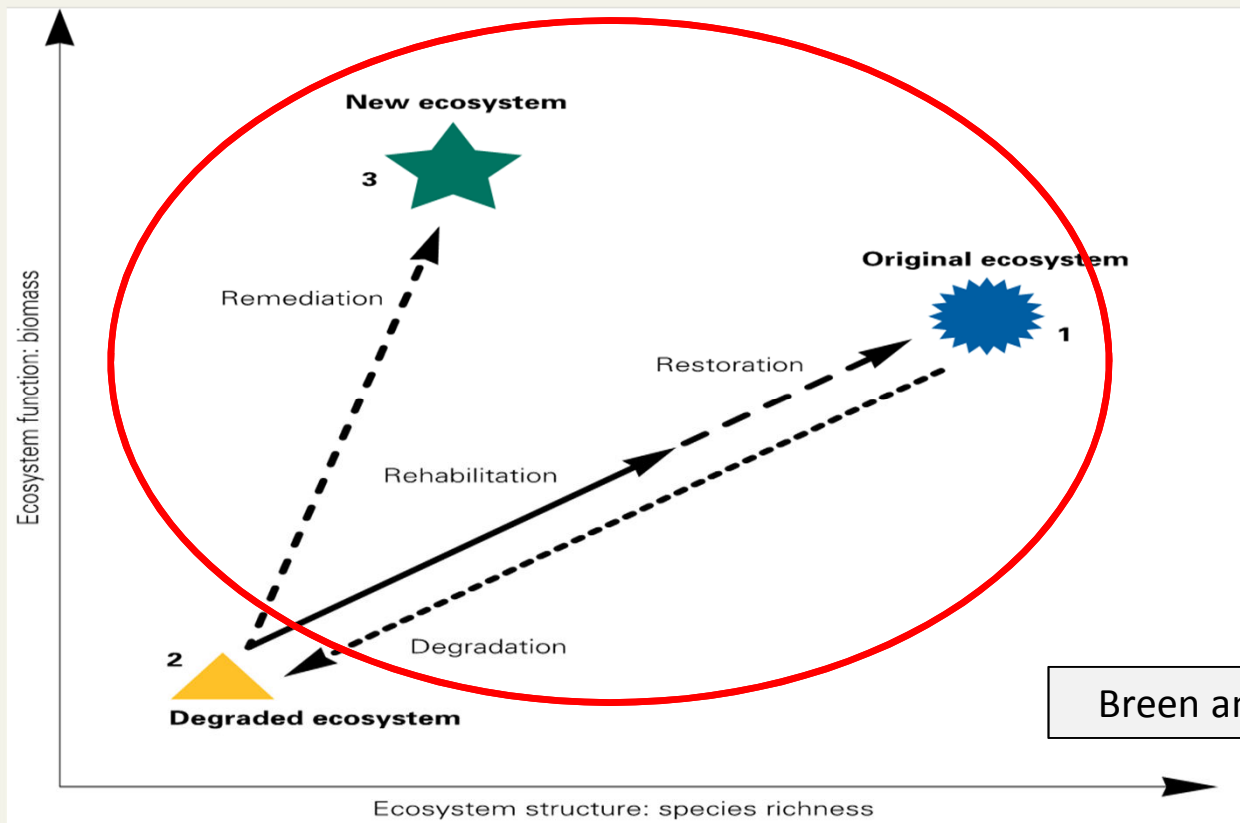 New ecosystem
3
Original ecosystem
Remediation
1
Restoration
Rehabilitation
Degradation
2
Degraded ecosystem
Breen
Ecosystem function: biomass
Ecosystem structure: species richness